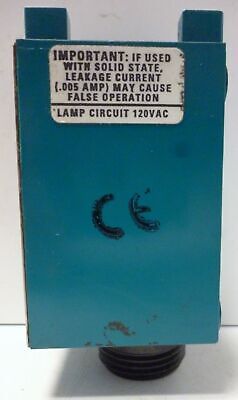 IMPORTANT: IF USED
WITH SOLID STATE,
LEAKAGE CURRENT
(.005 AMP) MAY CAUSE
FALSE OPERATION
LAMP CIRCUIT 120VAC
CE